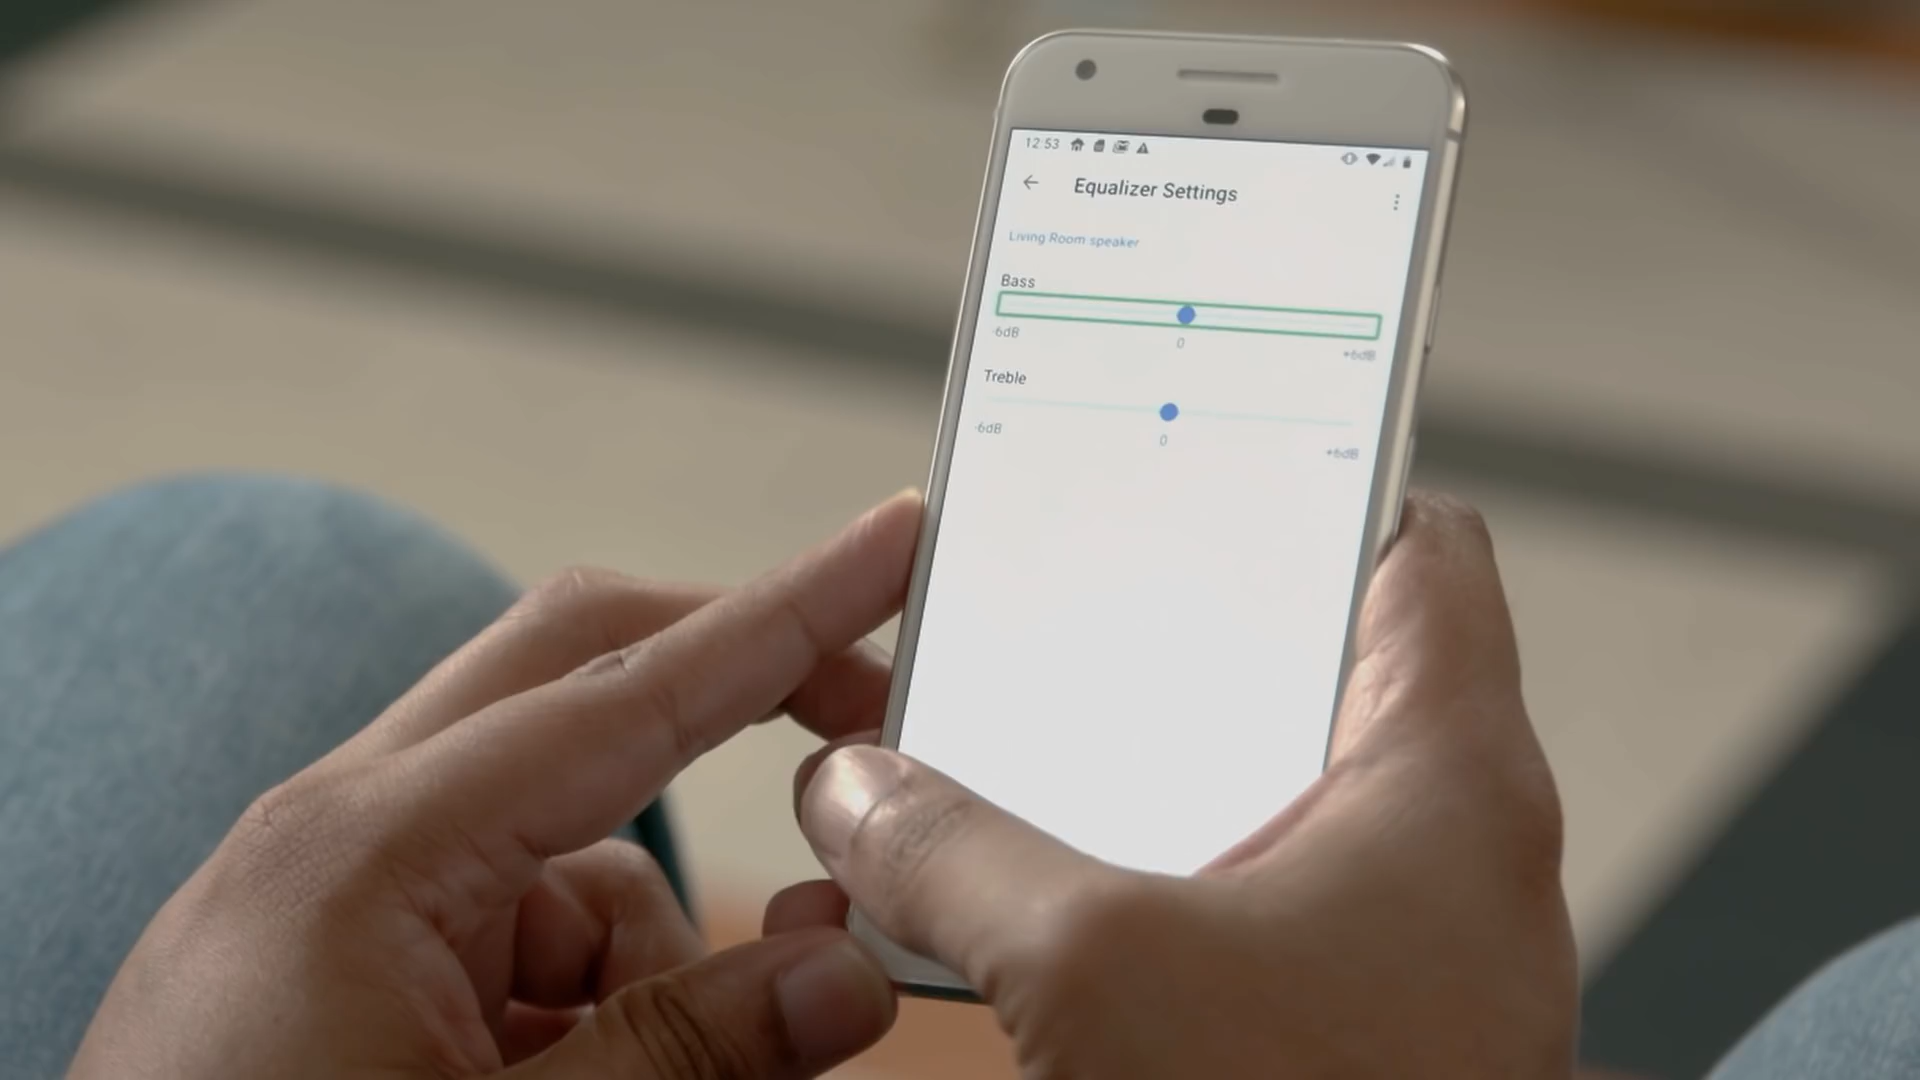 12:53
Equalizer Settings
Living Room speaker
Bass
-6dB
0
+6dB
Treble
-6dB
0
+6dB